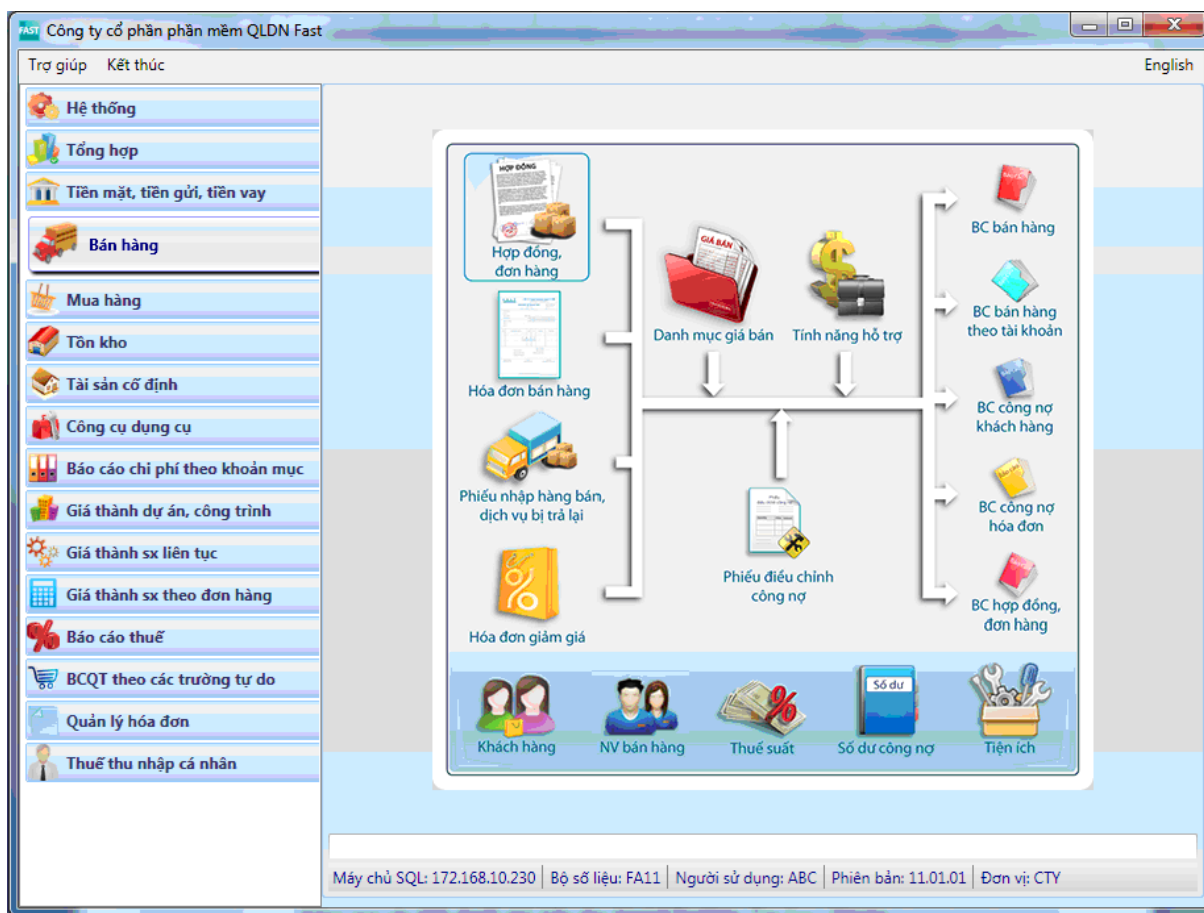 FAST Công ty cổ phần phần mềm QLDN Fast
Trợ giúp Kết thúc English
Hệ thống
Tổng hợp
Tiền mặt, tiền gửi, tiền vay
Bán hàng
Mua hàng
Tồn kho
Tài sản cố định
Công cụ dụng cụ
Báo cáo chi phí theo khoản mục
Giá thành dự án, công trình
Giá thành sx liên tục
Giá thành sx theo đơn hàng
Báo cáo thuế
BCQT theo các trường tự do
Quản lý hóa đơn
Thuế thu nhập cá nhân
HỢP ĐỒNG
Hợp đồng,
đơn hàng
Hóa đơn bán hàng
Phiếu nhập hàng bán,
dịch vụ bị trả lại
Hóa đơn giảm giá
GIÁ BÁN
Danh mục giá bán
Tính năng hỗ trợ
Phiếu điều chỉnh
công nợ
BC bán hàng
BC bán hàng
theo tài khoản
BC công nợ
khách hàng
BC công nợ
hóa đơn
BC hợp đồng,
đơn hàng
Khách hàng
NV bán hàng
Thuế suất
Số dư
Số dư công nợ
Tiện ích
Máy chủ SQL: 172.168.10.230 Bộ số liệu: FA11 Người sử dụng: ABC Phiên bản: 11.01.01 Đơn vị: CTY